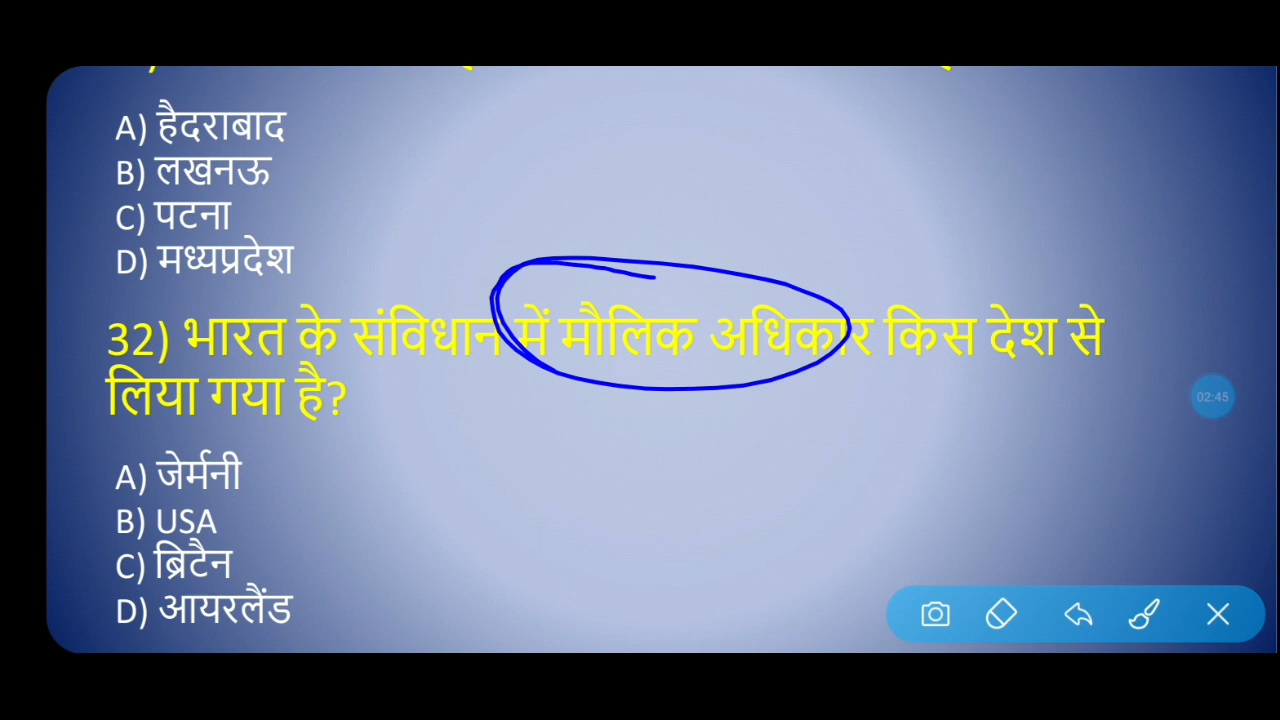 A) हैदराबाद
B) लखनऊ
C) पटना
D) मध्यप्रदेश
32) भारत के संविधान में मौलिक अधिकार किस देश से
लिया गया है?
02:45
A) जेर्मनी
B) USA
C) ब्रिटैन
D) आयरलैंड